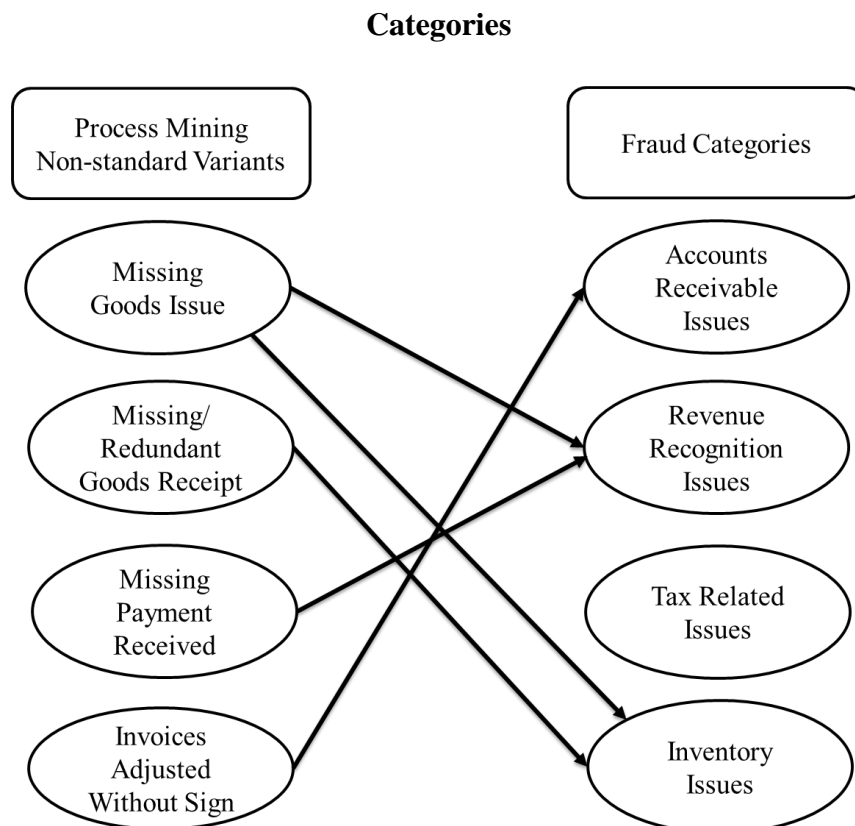 Categories
Process Mining
Non-standard Variants
Fraud Categories
Missing
Goods Issue
Accounts
Receivable
Issues
Missing/
Redundant
Goods Receipt
Revenue
Recognition
Issues
Missing
Payment
Received
Tax Related
Issues
Invoices
Adjusted
Without Sign
Inventory
Issues